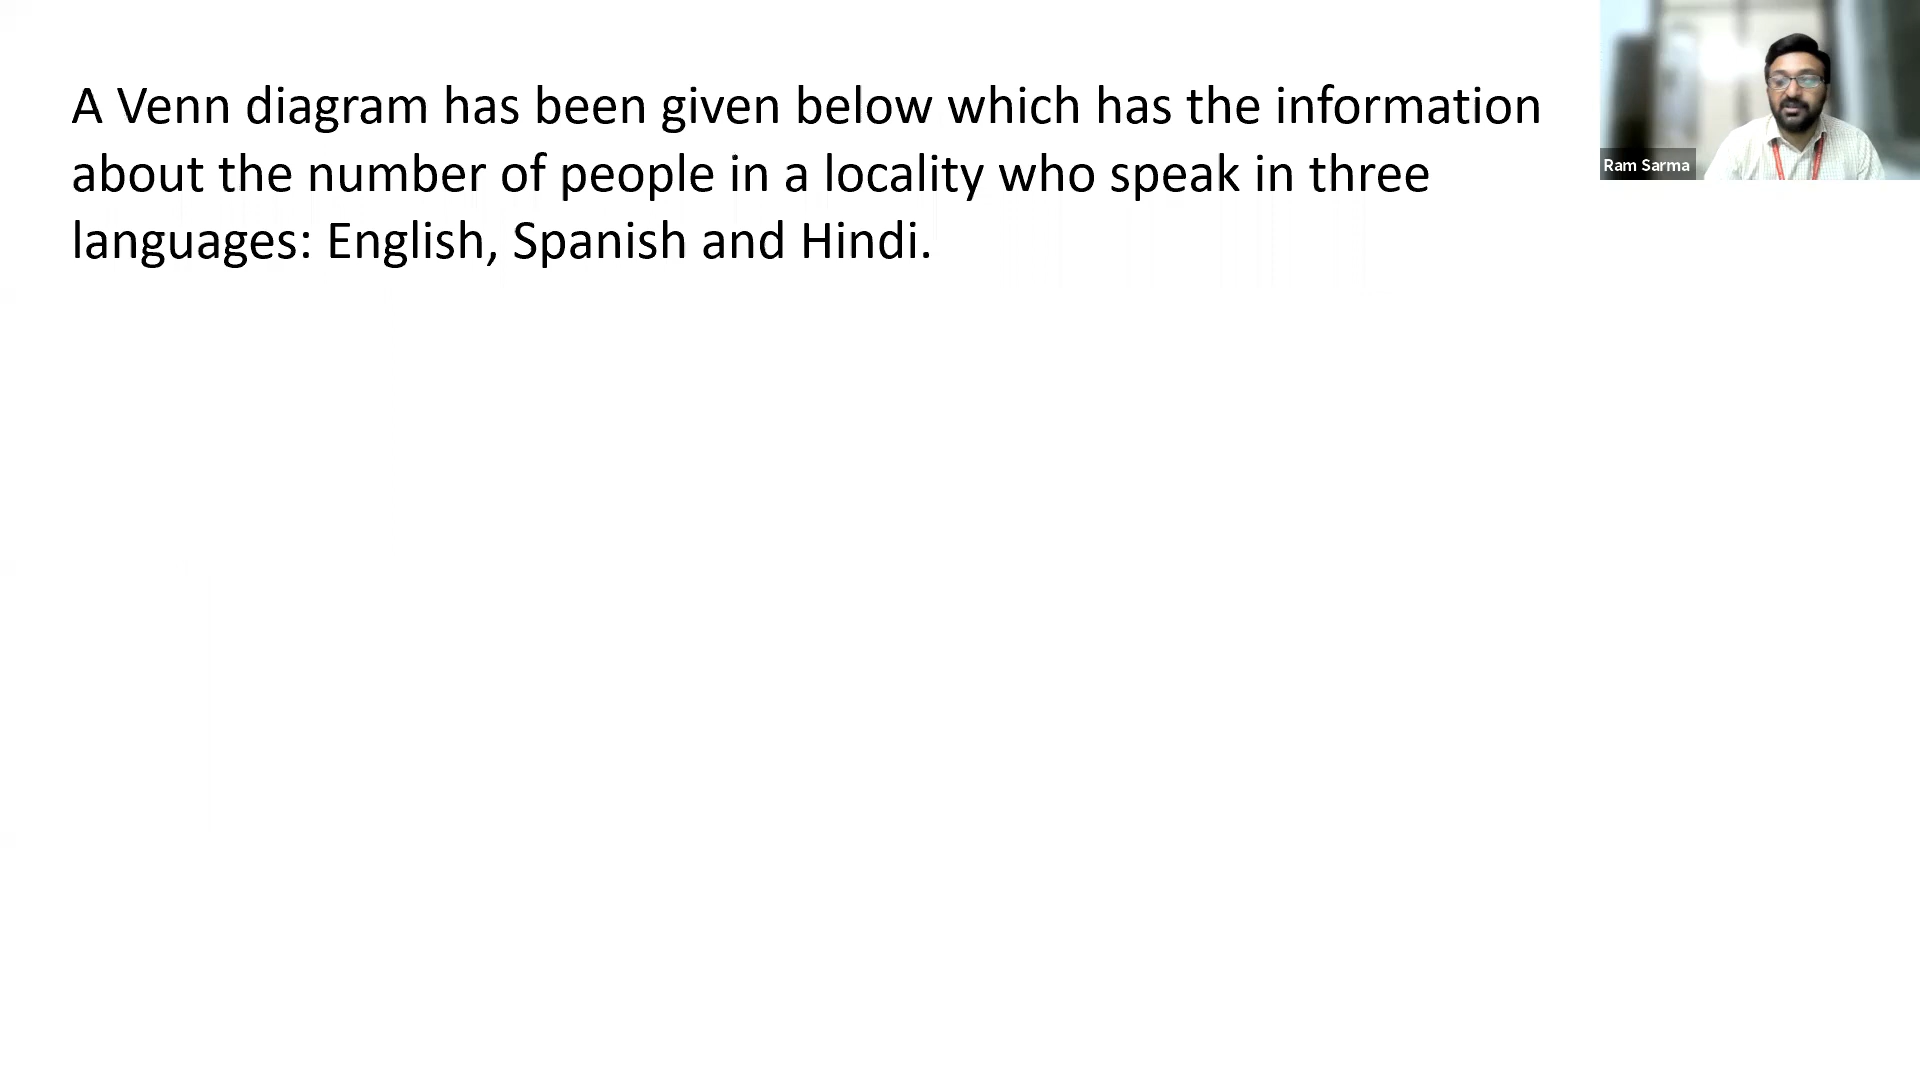 A Venn diagram has been given below which has the information
about the number of people in a locality who speak in three
languages: English, Spanish and Hindi.
Ram Sarma